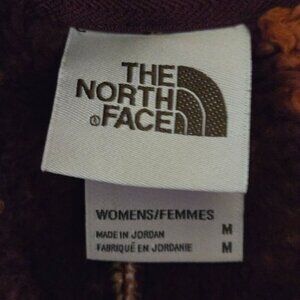 THE
NORTH
FACE
WOMENS/FEMMES
MADE IN JORDAN M
FABRIQUÉ EN JORDANIE M